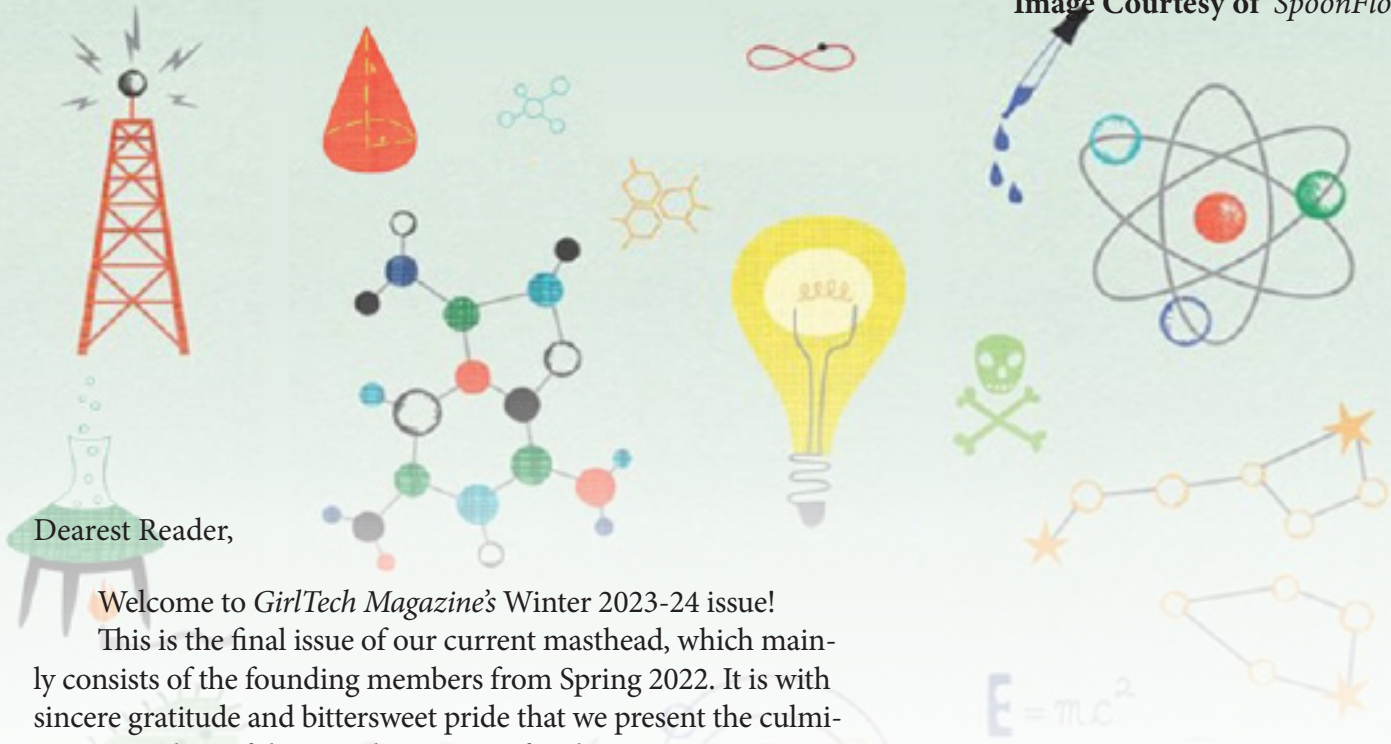 Image Courtesy of SpoonFlo
Dearest Reader,
Welcome to GirlTech Magazine's Winter 2023-24 issue!
This is the final issue of our current masthead, which main-
ly consists of the founding members from Spring 2022. It is with
sincere gratitude and bittersweet pride that we present the culmi-
E = mc²